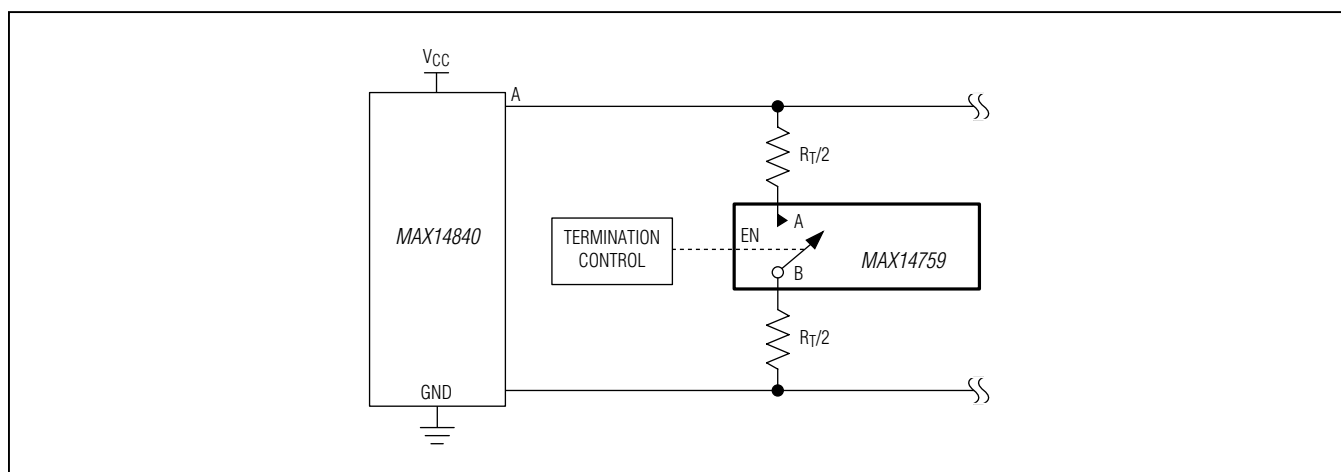 VCC
A
RT/2
A
EN
TERMINATION
CONTROL
MAX14840
MAX14759
B
RT/2
GND